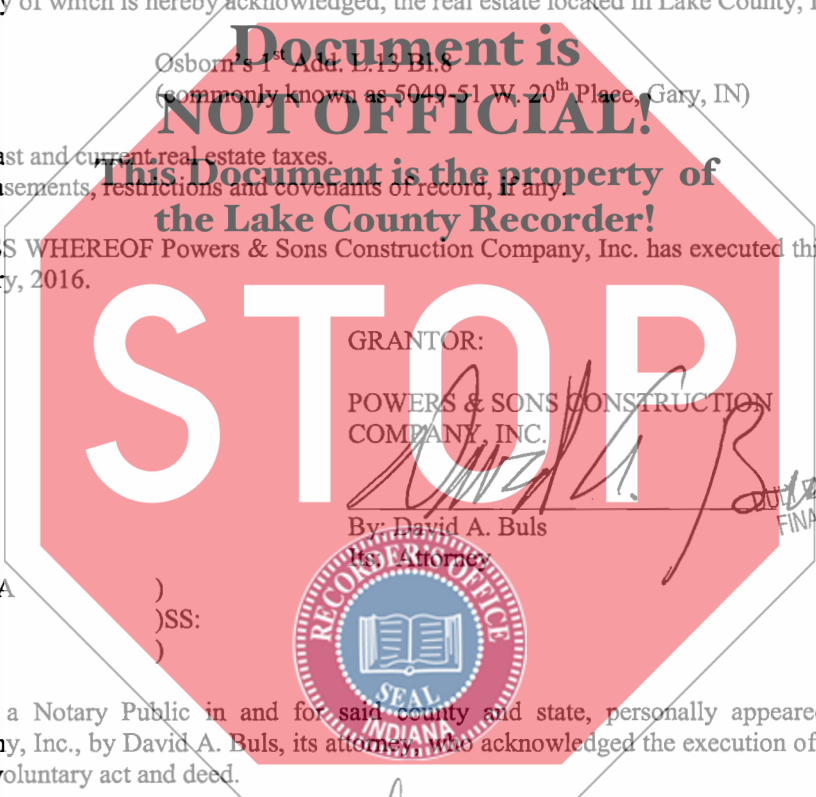 y of which is hereby acknowledged, the real estate located in Lake County, I
Document is
Osborn's 1st Add. L.13 Bl.8
(commonly known as 5049-51 W. 20th Place, Gary, IN)
NOT OFFICIAL!
ast and current real estate taxes.
This Document is the property of
sements, restrictions and covenants of record, if any.
the Lake County Recorder!
S WHEREOF Powers & Sons Construction Company, Inc. has executed thi
ry, 2016.
STOP
GRANTOR:
POWERS & SONS CONSTRUCTION
COMPANY, INC.
David A. Bu
FINA
By: David A. Buls
Its: Attorney
A )
)SS:
)
RECORDER'S OFFICE
SEAL
INDIANA
a Notary Public in and for said county and state, personally appeare
ny, Inc., by David A. Buls, its attorney, who acknowledged the execution of
voluntary act and deed.